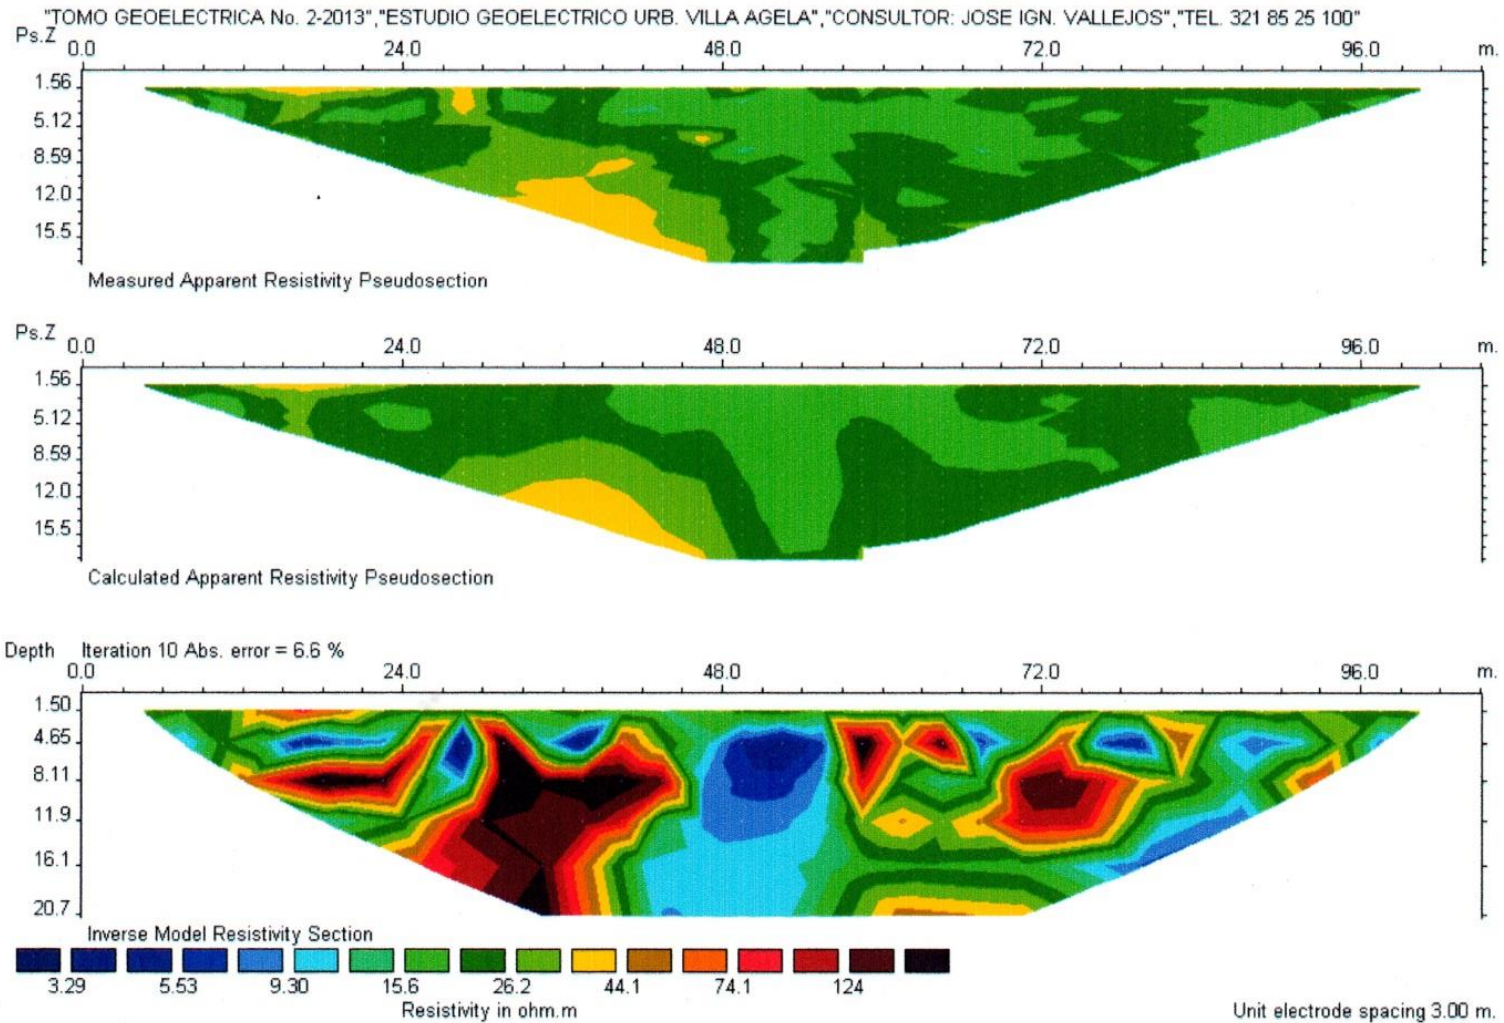 "TOMO GEOELECTRICA No. 2-2013","ESTUDIO GEOELECTRICO URB. VILLA AGELA","CONSULTOR: JOSE IGN. VALLEJOS","TEL. 321 85 25 100"
Ps.Z
0.0 24.0 48.0 72.0 96.0 m.
1.56
5.12
8.59
12.0
15.5
Measured Apparent Resistivity Pseudosection
Ps.Z
0.0 24.0 48.0 72.0 96.0 m.
1.56
5.12
8.59
12.0
15.5
Calculated Apparent Resistivity Pseudosection
Depth Iteration 10 Abs. error = 6.6 %
0.0 24.0 48.0 72.0 96.0 m.
1.50
4.65
8.11
11.9
16.1
20.7
Inverse Model Resistivity Section
3.29 5.53 9.30 15.6 26.2 44.1 74.1 124
Resistivity in ohm.m Unit electrode spacing 3.00 m.